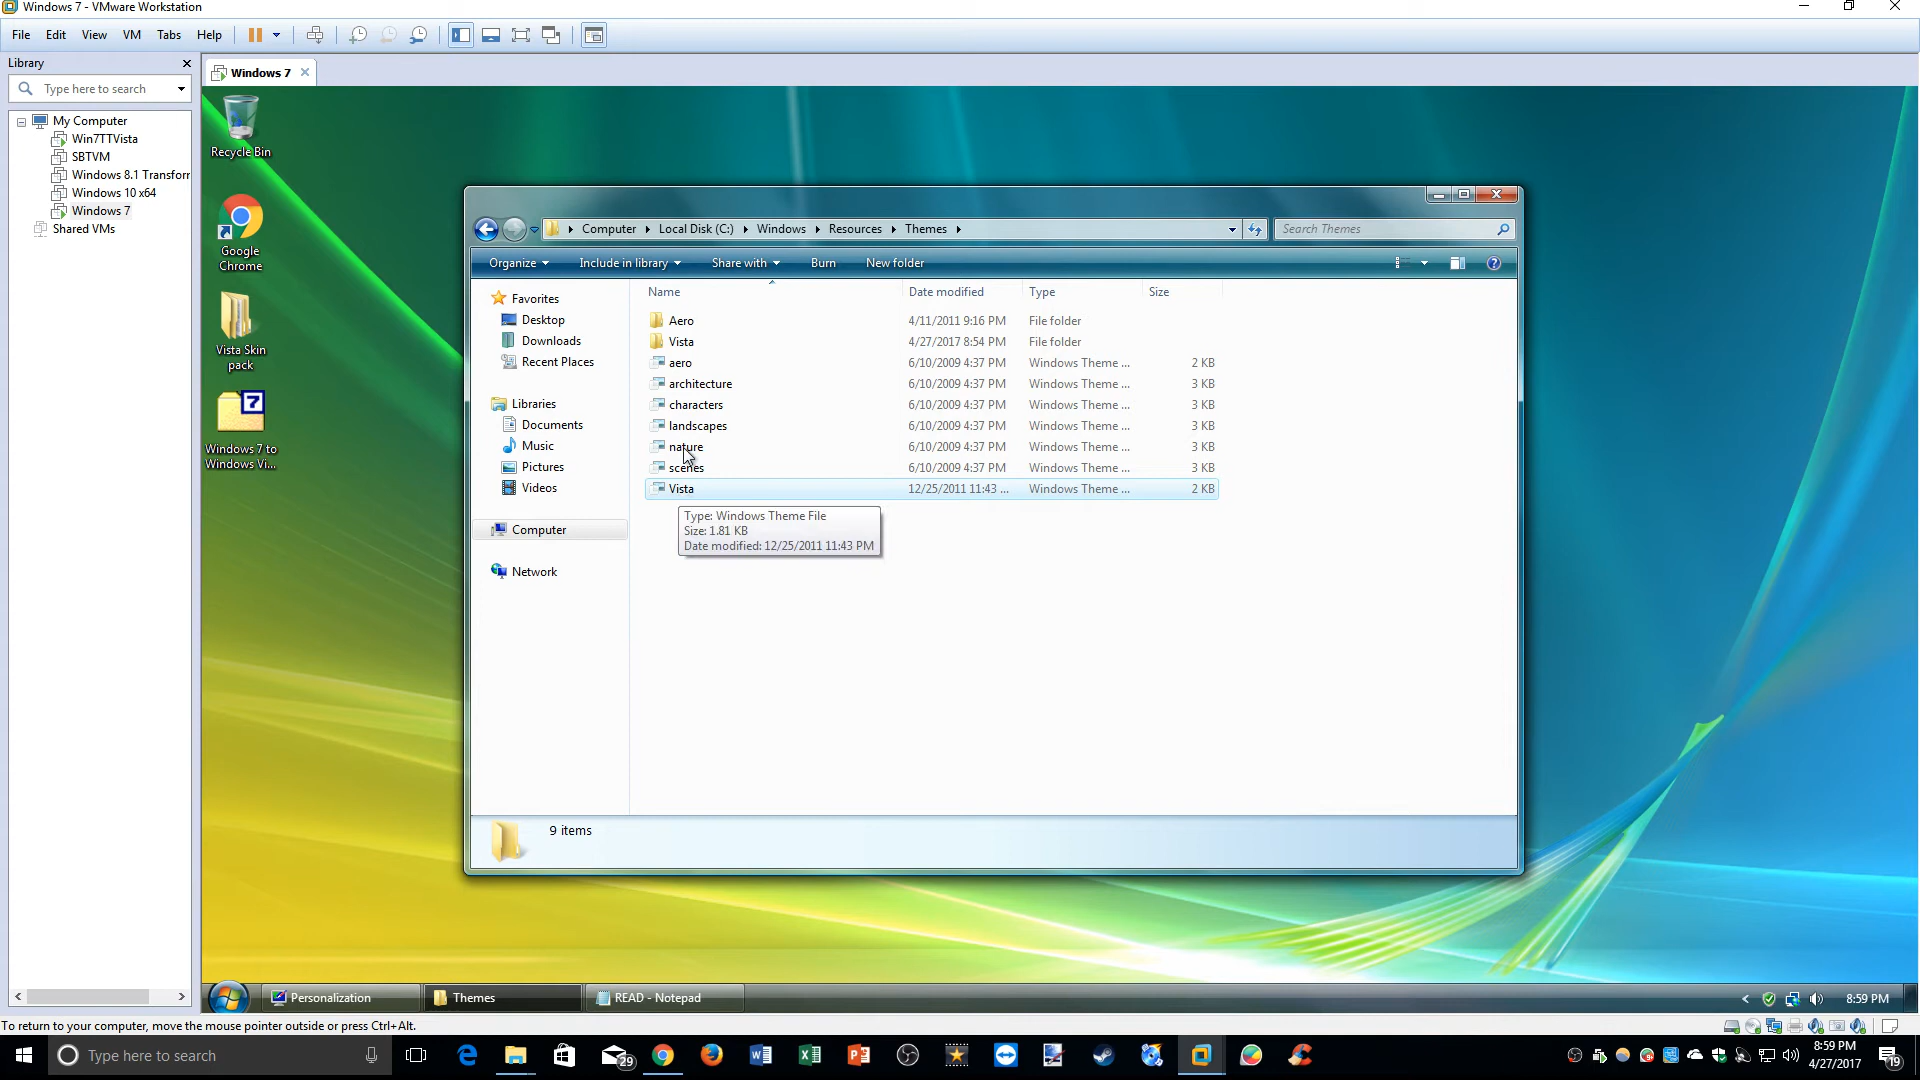 Windows 7 - VMware Workstation
File Edit View VM Tabs Help
Library
Windows 7
Type here to search
My Computer
Win7TTVista
SBTVM
Windows 8.1 Transforr
Windows 10 x64
Windows 7
Shared VMs
Recycle Bin
Google
Chrome
Vista Skin
pack
7
Windows 7 to
Windows Vi...
Computer Local Disk (C:) Windows Resources Themes
Search Themes
Organize Include in library Share with Burn New folder
Favorites
Desktop
Downloads
Recent Places
Libraries
Documents
Music
Pictures
Videos
Computer
Network
Name Date modified Type Size
Aero 4/11/2011 9:16 PM File folder
Vista 4/27/2017 8:54 PM File folder
aero 6/10/2009 4:37 PM Windows Theme ... 2 KB
architecture 6/10/2009 4:37 PM Windows Theme ... 3 KB
characters 6/10/2009 4:37 PM Windows Theme ... 3 KB
landscapes 6/10/2009 4:37 PM Windows Theme ... 3 KB
nature 6/10/2009 4:37 PM Windows Theme ... 3 KB
scenes 6/10/2009 4:37 PM Windows Theme ... 3 KB
Vista 12/25/2011 11:43 ... Windows Theme ... 2 KB
Type: Windows Theme File
Size: 1.81 KB
Date modified: 12/25/2011 11:43 PM
9 items
Personalization Themes READ - Notepad 8:59 PM
To return to your computer, move the mouse pointer outside or press Ctrl+Alt.
Type here to search
29
8:59 PM
4/27/2017
19